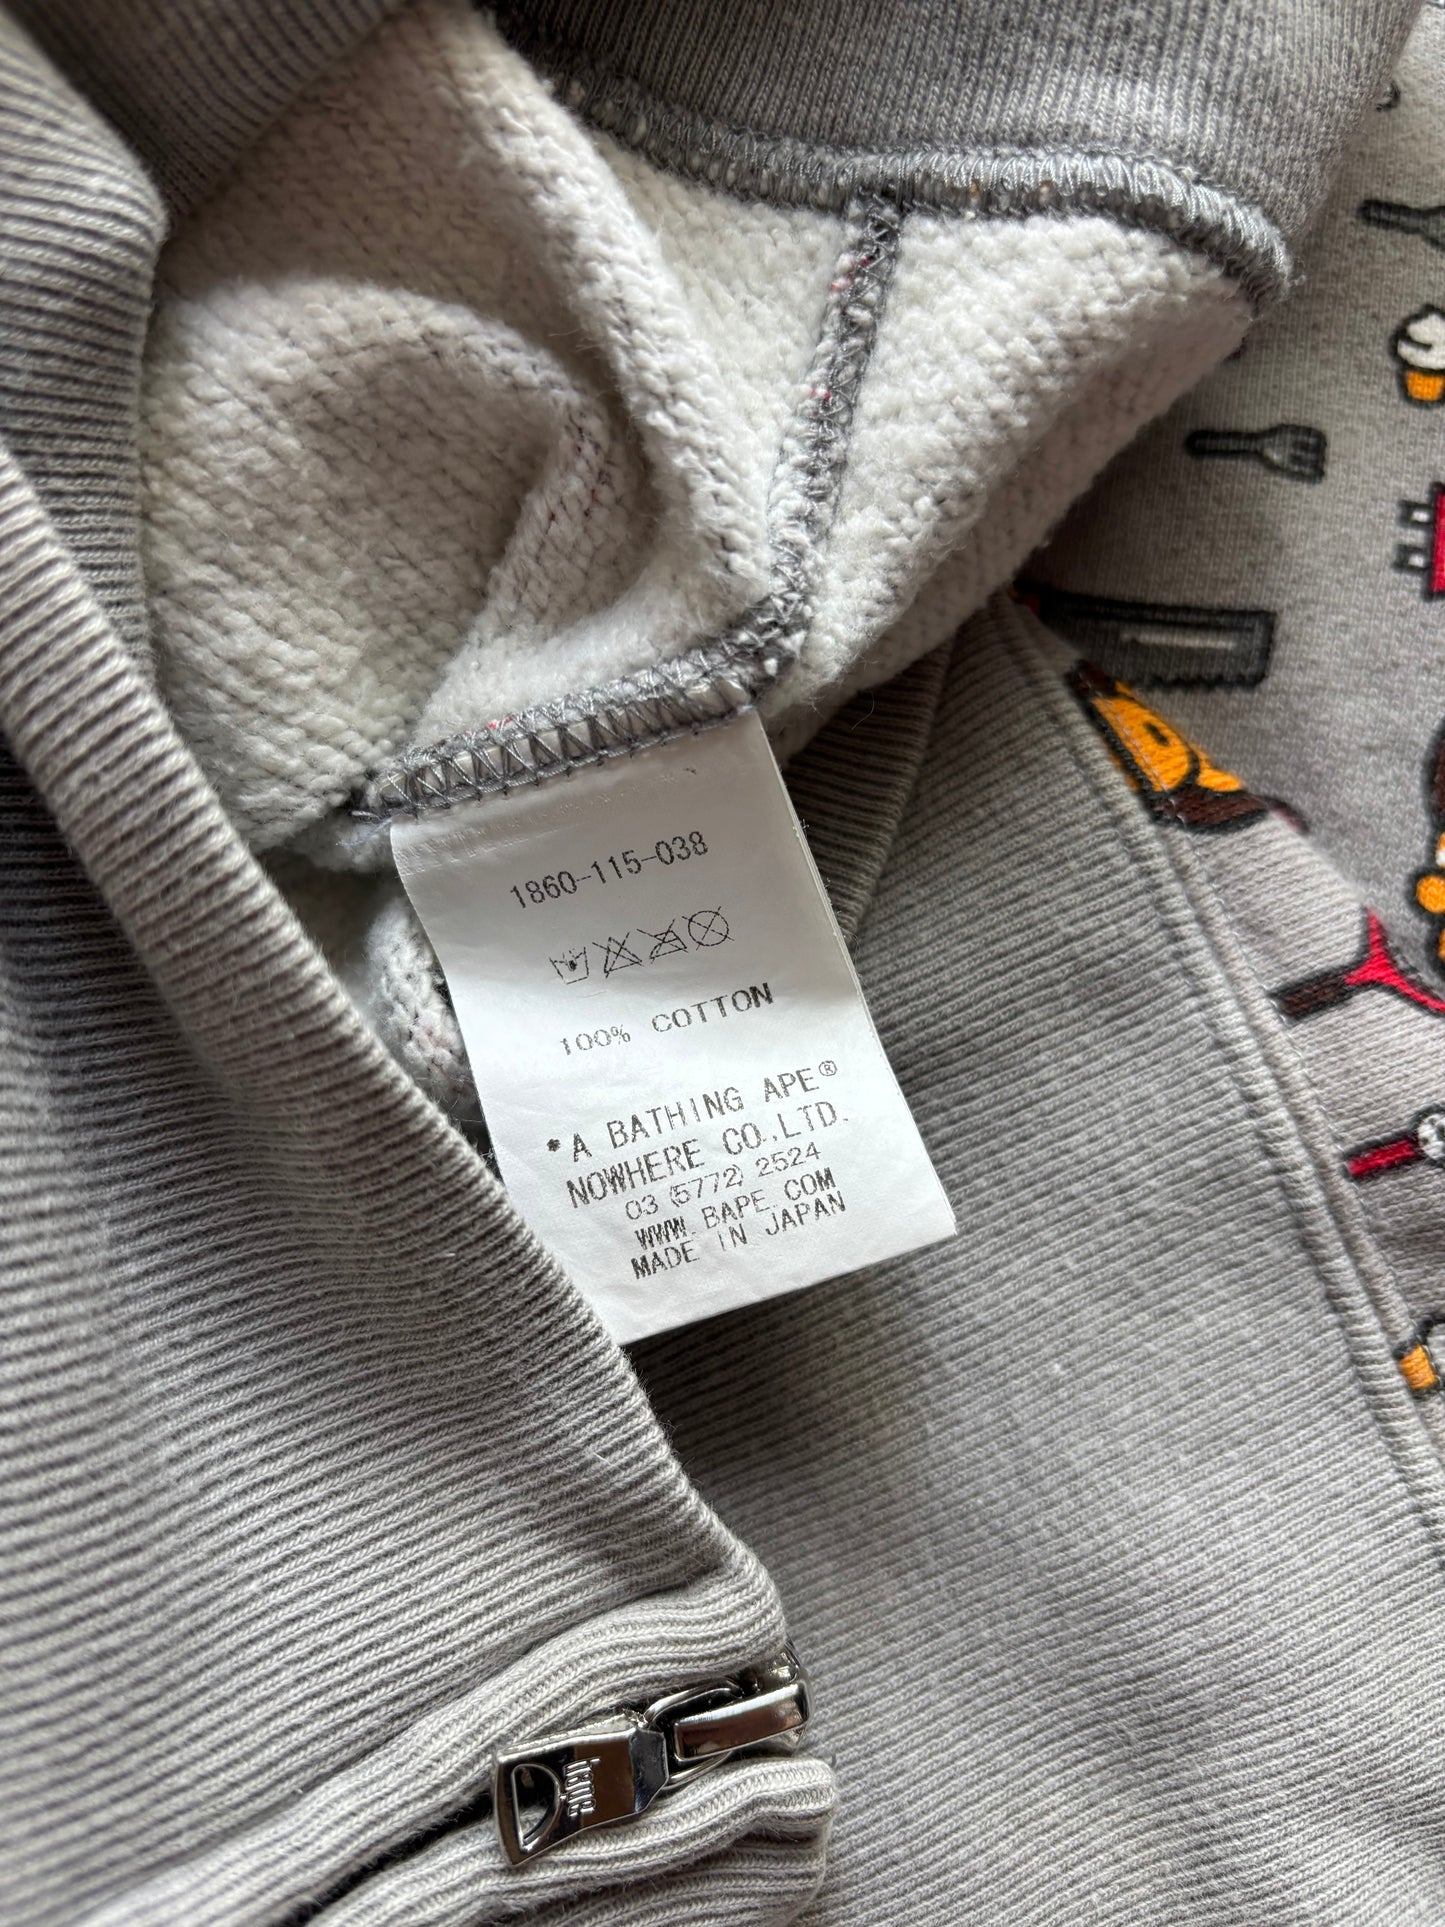 1860-115-038
100% COTTON
*A BATHING APE®
NOWHERE CO.,LTD.
03 (5772) 2524
WWW. BAPE. COM
MADE IN JAPAN
bape